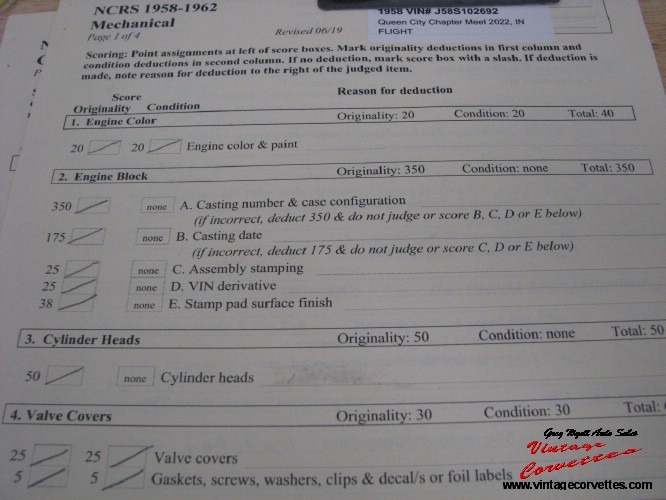 NCRS 1958-1962
Mechanical
Page 1 of 4
Revised 06/19
1958 VIN# J58S102692
Queen City Chapter Meet 2022, IN
FLIGHT
Scoring: Point assignments at left of score boxes. Mark originality deductions in first column and
condition deductions in second column. If no deduction, mark score box with a slash. If deduction is
made, note reason for deduction to the right of the judged item.
Score
Originality Condition
Reason for deduction
1. Engine Color Originality: 20 Condition: 20 Total: 40
20 20 Engine color & paint
2. Engine Block Originality: 350 Condition: none Total: 350
350 none A. Casting number & case configuration
(if incorrect, deduct 350 & do not judge or score B, C, D or E below)
175 none B. Casting date
(if incorrect, deduct 175 & do not judge or score C, D or E below)
25 none C. Assembly stamping
25 none D. VIN derivative
38 none E. Stamp pad surface finish
3. Cylinder Heads Originality: 50 Condition: none Total: 50
50 none Cylinder heads
4. Valve Covers Originality: 30 Condition: 30 Total:
25 25 Valve covers
5 5 Gaskets, screws, washers, clips & decal/s or foil labels
Greg Wyatt Auto Sales
Vintage
Corvettes
www.vintagecorvettes.com